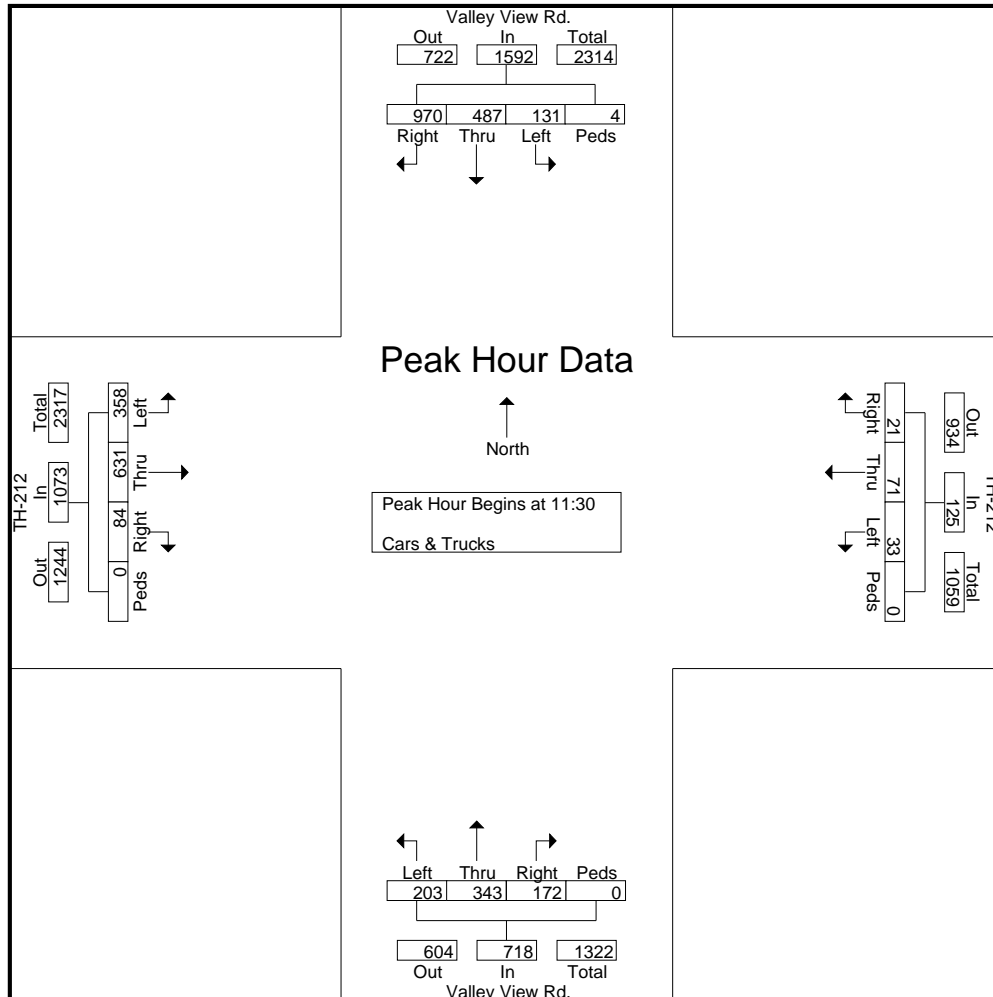 Valley View Rd.
Out In Total
722 1592 2314
970 487 131 4
Right Thru Left Peds
Peak Hour Data
North
Peak Hour Begins at 11:30
Cars & Trucks
TH-212
Total In Out
2317 1073 1244
358 631 84 0
Left Thru Right Peds
TH-212
Out In Total
934 125 1059
21 71 33 0
Right Thru Left Peds
Left Thru Right Peds
203 343 172 0
604 718 1322
Out In Total
Valley View Rd.